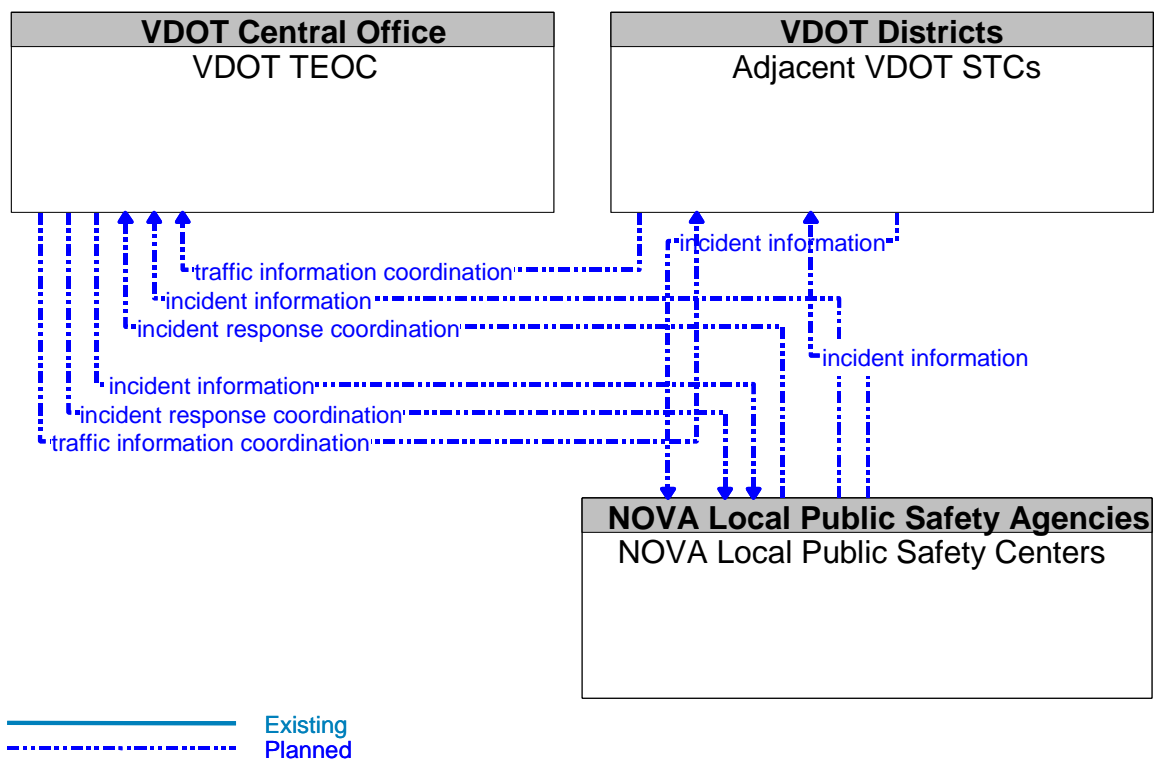 VDOT Central Office
VDOT TEOC
VDOT Districts
Adjacent VDOT STCs
incident information
traffic information coordination
incident information
incident response coordination
incident information
incident information
incident response coordination
traffic information coordination
NOVA Local Public Safety Agencies
NOVA Local Public Safety Centers
Existing
Planned